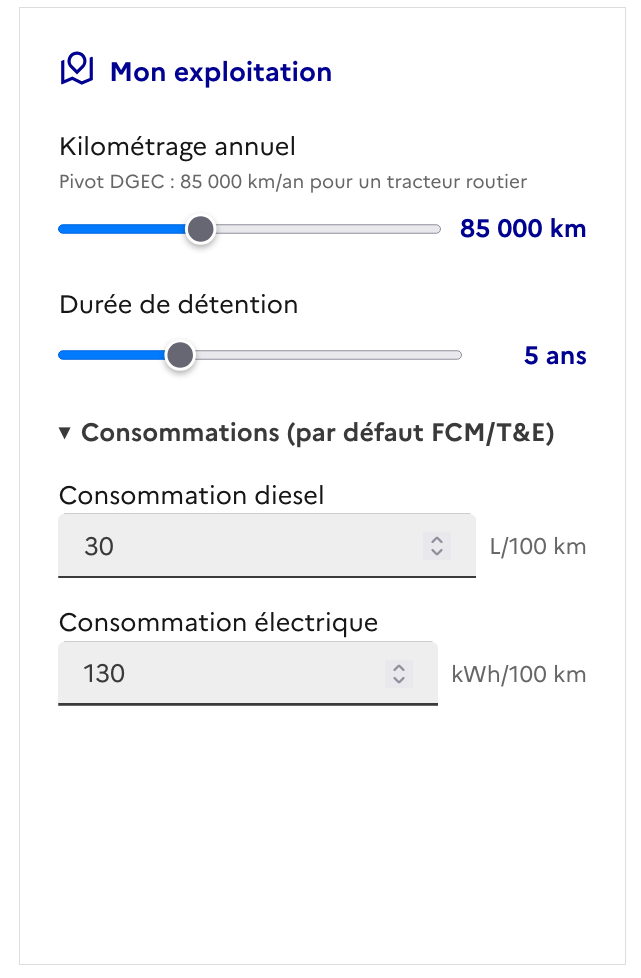 Mon exploitation
Kilométrage annuel
Pivot DGEC : 85 000 km/an pour un tracteur routier
85 000 km
Durée de détention
5 ans
▼ Consommations (par défaut FCM/T&E)
Consommation diesel
30 L/100 km
Consommation électrique
130 kWh/100 km